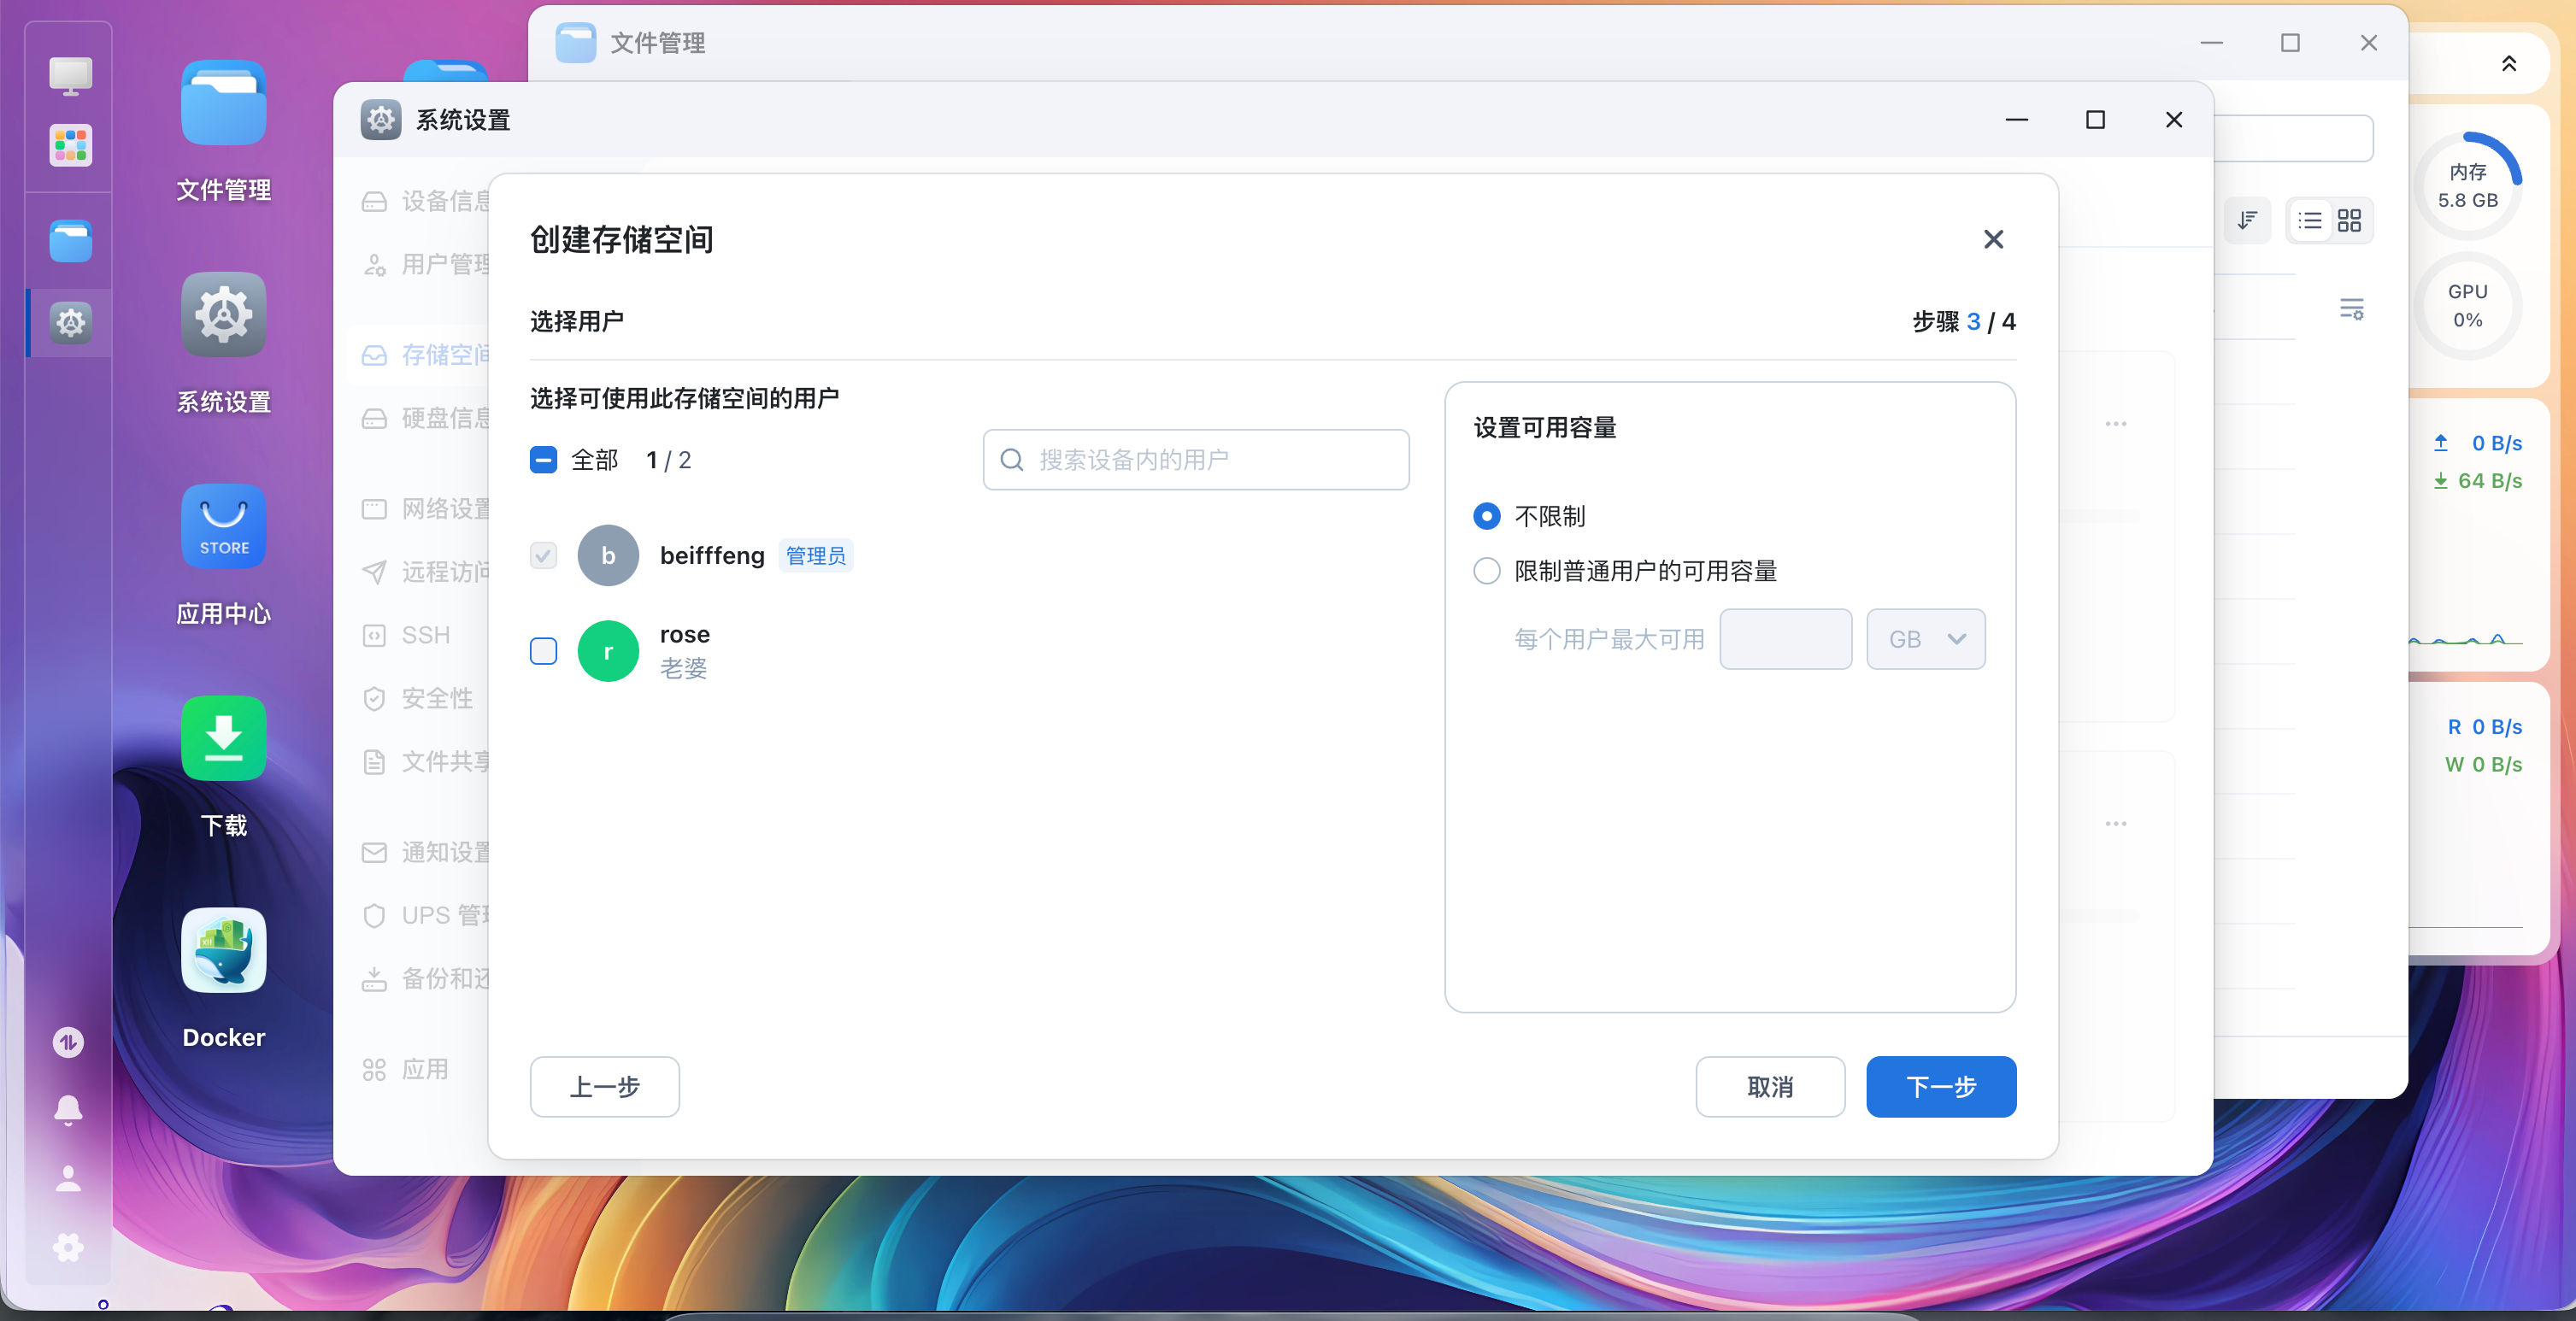 文件管理
系统设置
应用中心
STORE
下载
Docker
文件管理
系统设置
设备信息
用户管理
存储空间
硬盘信息
网络设置
远程访问
SSH
安全性
文件共享
通知设置
UPS 管理
备份和还
应用
创建存储空间
选择用户
步骤 3 / 4
选择可使用此存储空间的用户
全部 1 / 2
搜索设备内的用户
b beifffeng 管理员
r rose
老婆
设置可用容量
不限制
限制普通用户的可用容量
每个用户最大可用 GB
上一步
取消
下一步
内存
5.8 GB
GPU
0%
0 B/s
64 B/s
R 0 B/s
W 0 B/s